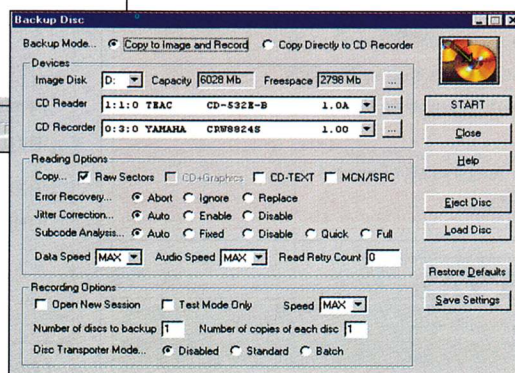 Backup Disc
Backup Mode... Copy to Image and Record Copy Directly to CD Recorder
Devices
Image Disk D: Capacity 6028 Mb Freespace 2798 Mb ...
CD Reader 1:1:0 TEAC CD-532E-B 1.0A ...
CD Recorder 0:3:0 YAMAHA CRW8824S 1.00 ...
Reading Options
Copy... Raw Sectors CD+Graphics CD-TEXT MCN/ISRC
Error Recovery... Abort Ignore Replace
Jitter Correction... Auto Enable Disable
Subcode Analysis... Auto Fixed Disable Quick Full
Data Speed MAX Audio Speed MAX Read Retry Count 0
Recording Options
Open New Session Test Mode Only Speed MAX
Number of discs to backup 1 Number of copies of each disc 1
Disc Transporter Mode... Disabled Standard Batch
START
Close
Help
Eject Disc
Load Disc
Restore Defaults
Save Settings